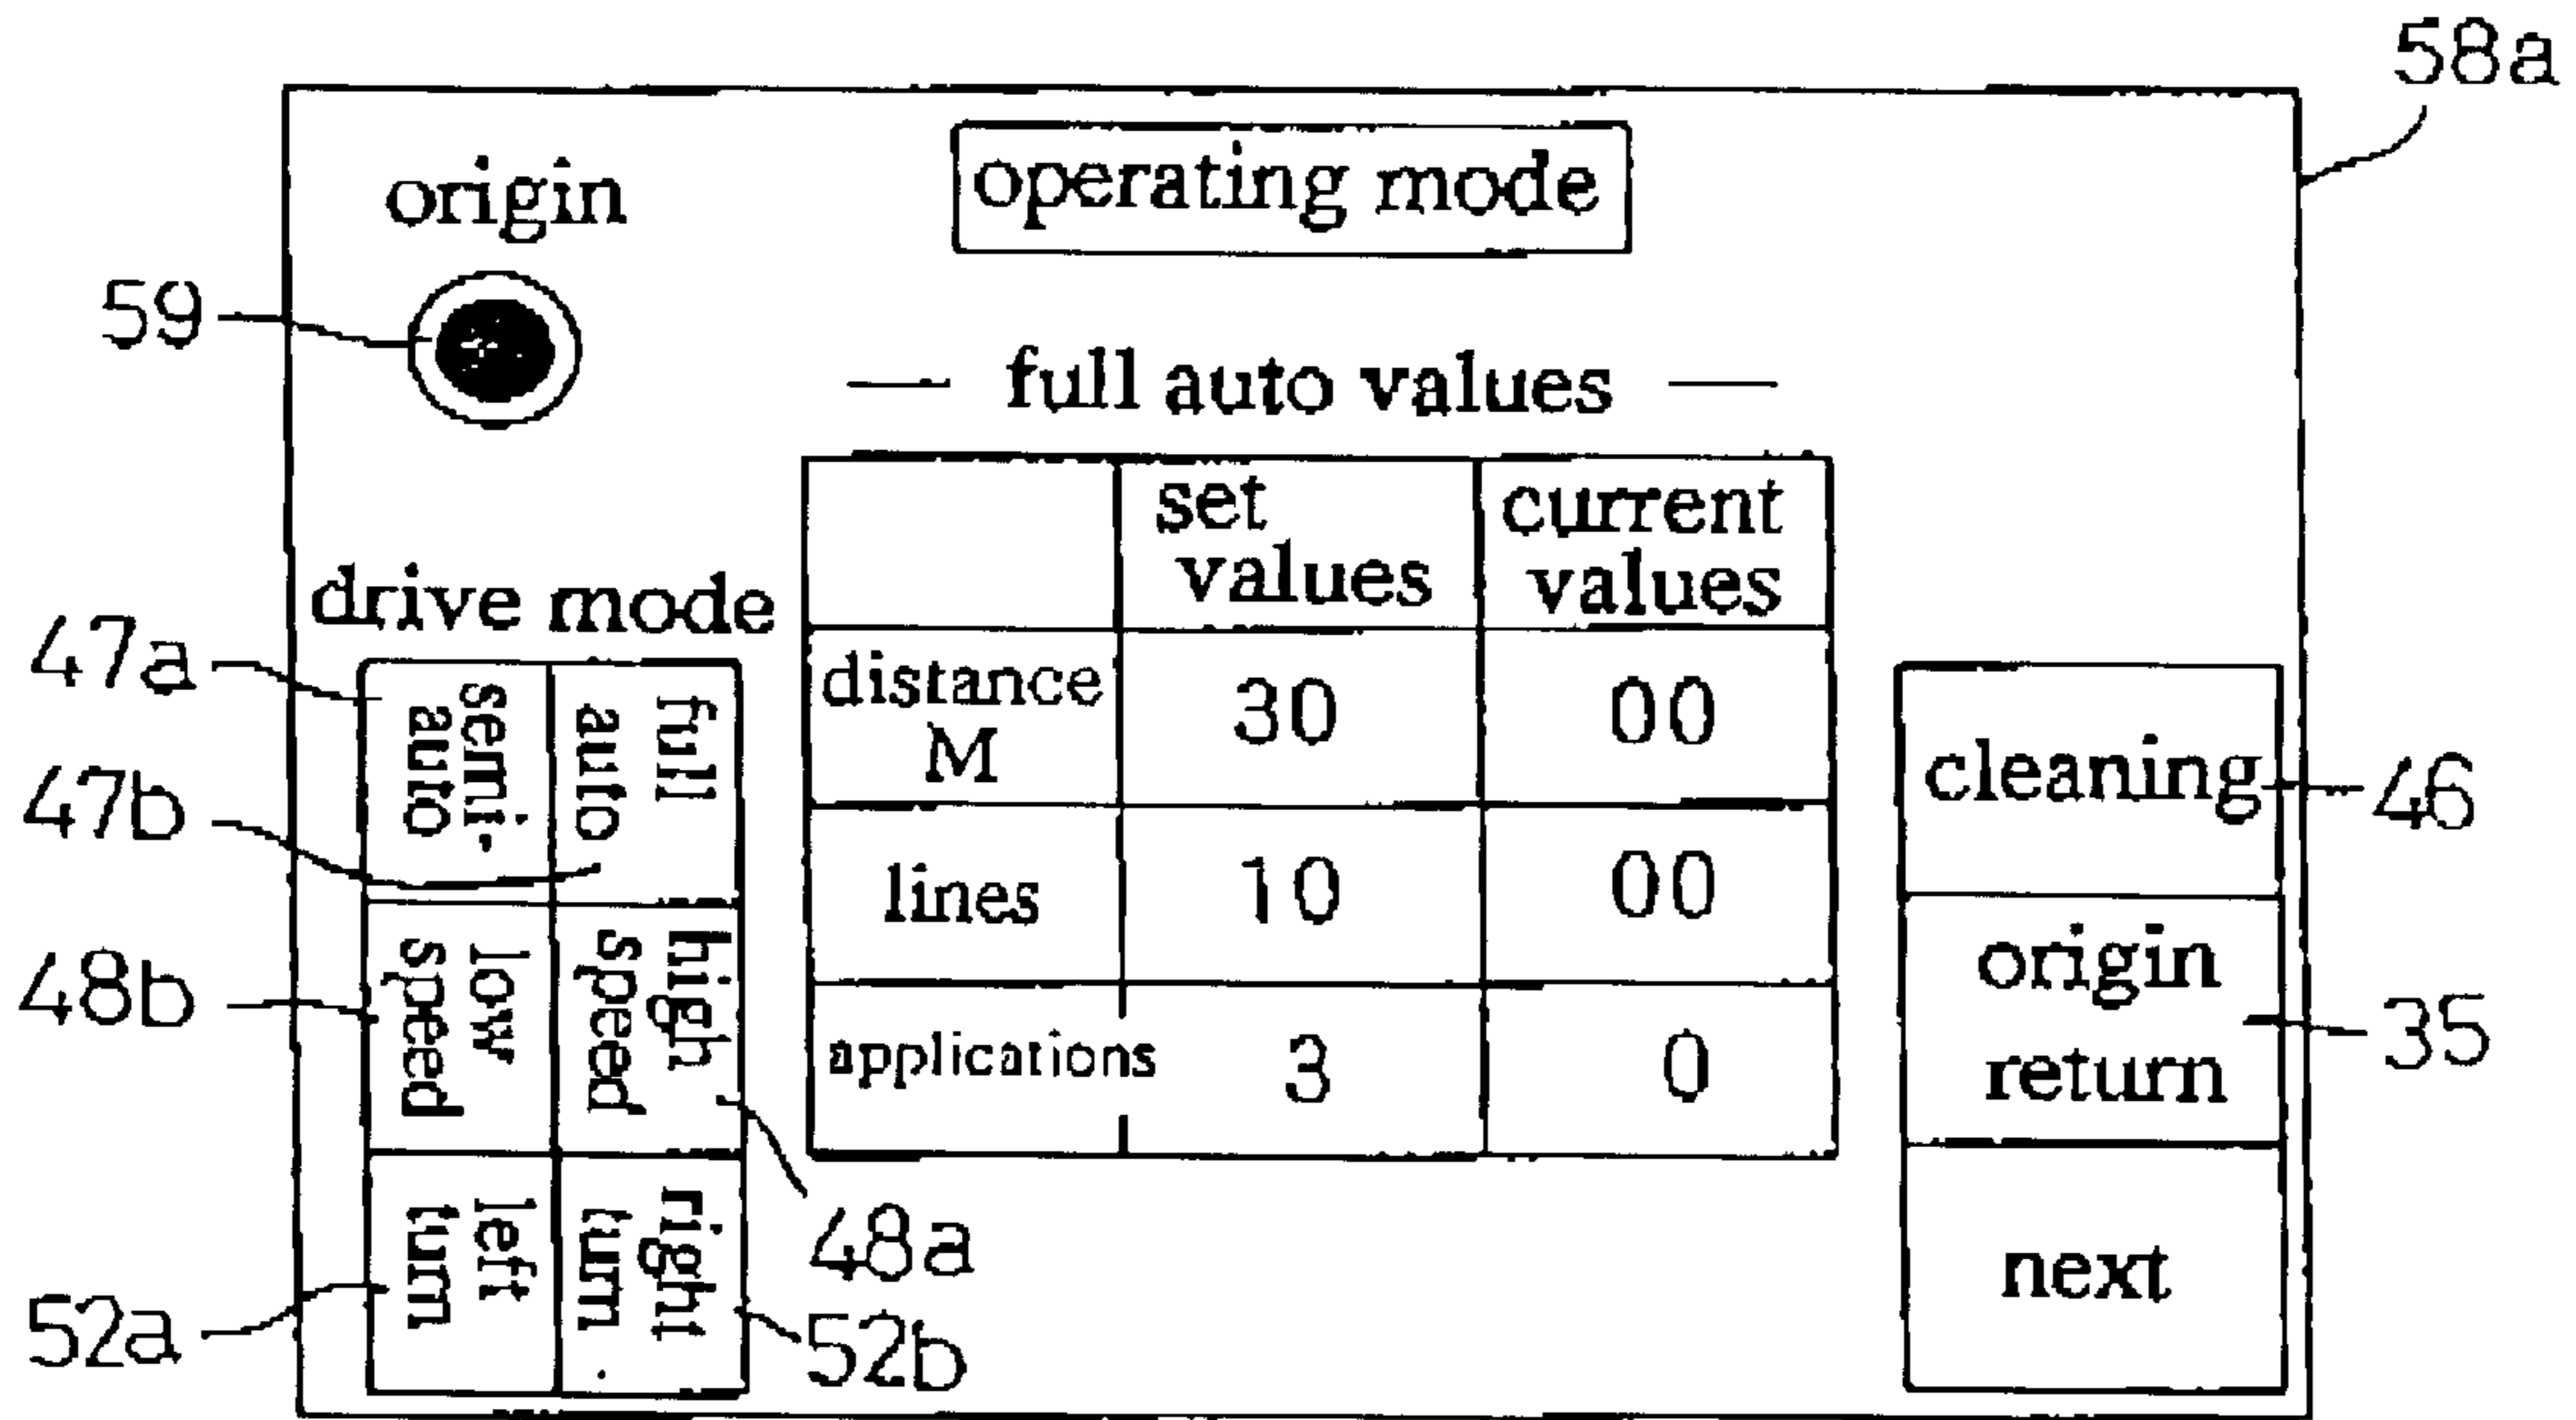 58a
operating mode
origin
59
— full auto values —
set values
current values
distance M
30
00
lines
10
00
applications
3
0
drive mode
47a
semi-auto
full auto
47b
48b
low speed
high speed
48a
52a
left turn
right turn
52b
cleaning
46
origin
return
35
next